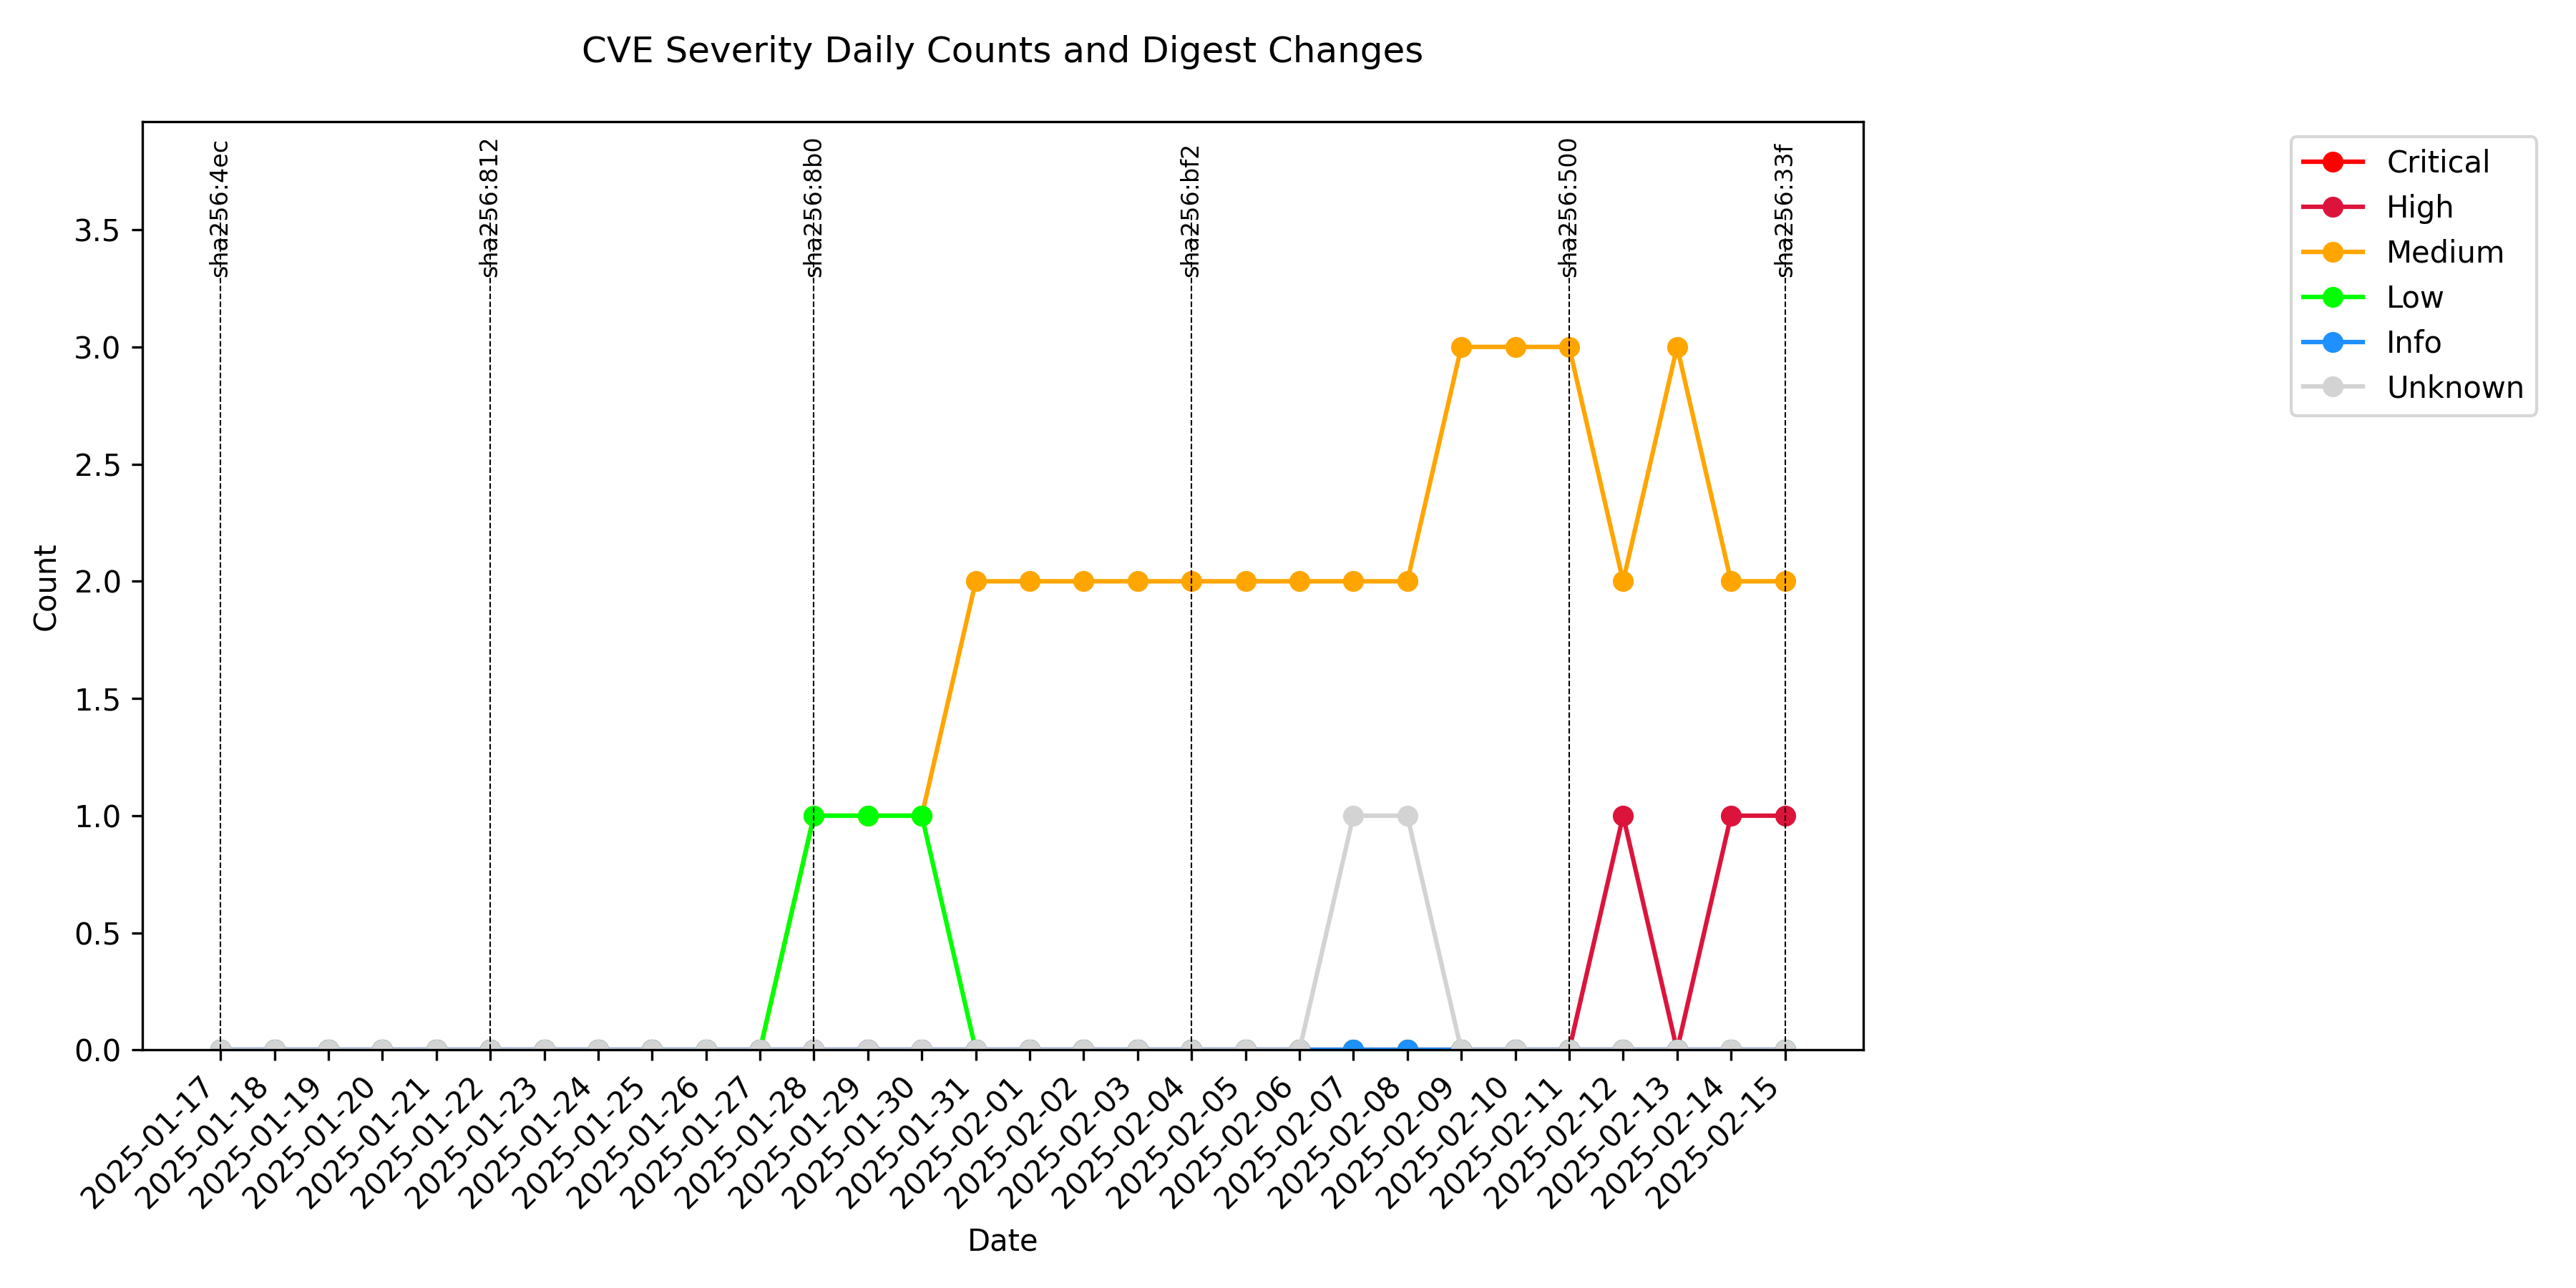 CVE Severity Daily Counts and Digest Changes
sha256:4ec
sha256:812
sha256:8b0
sha256:bf2
sha256:500
sha256:33f
Critical
High
Medium
Low
Info
Unknown
3.5
3.0
2.5
2.0
1.5
1.0
0.5
0.0
Count
2025-01-17
2025-01-18
2025-01-19
2025-01-20
2025-01-21
2025-01-22
2025-01-23
2025-01-24
2025-01-25
2025-01-26
2025-01-27
2025-01-28
2025-01-29
2025-01-30
2025-01-31
2025-02-01
2025-02-02
2025-02-03
2025-02-04
2025-02-05
2025-02-06
2025-02-07
2025-02-08
2025-02-09
2025-02-10
2025-02-11
2025-02-12
2025-02-13
2025-02-14
2025-02-15
Date